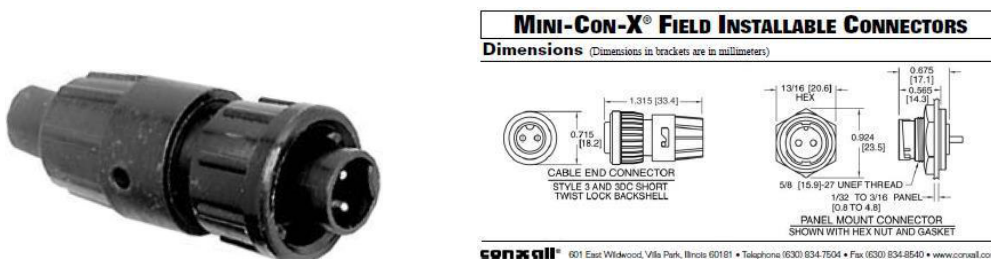 MINI-CON-X® FIELD INSTALLABLE CONNECTORS
Dimensions (Dimensions in brackets are in millimeters)
0.675
[17.1]
0.565
[14.3]
13/16 [20.6]
HEX
1.315 [33.4]
0.715
[18.2]
0.924
[23.5]
CABLE END CONNECTOR
STYLE 3 AND 3DC SHORT
TWIST LOCK BACKSHELL
5/8 [15.9]-27 UNEF THREAD
1/32 TO 3/16 PANEL
[0.8 TO 4.8]
PANEL MOUNT CONNECTOR
SHOWN WITH HEX NUT AND GASKET
conxall® 601 East Wildwood, Villa Park, Illinois 60181 • Telephone (630) 834-7504 • Fax (630) 834-8540 • www.conxall.co